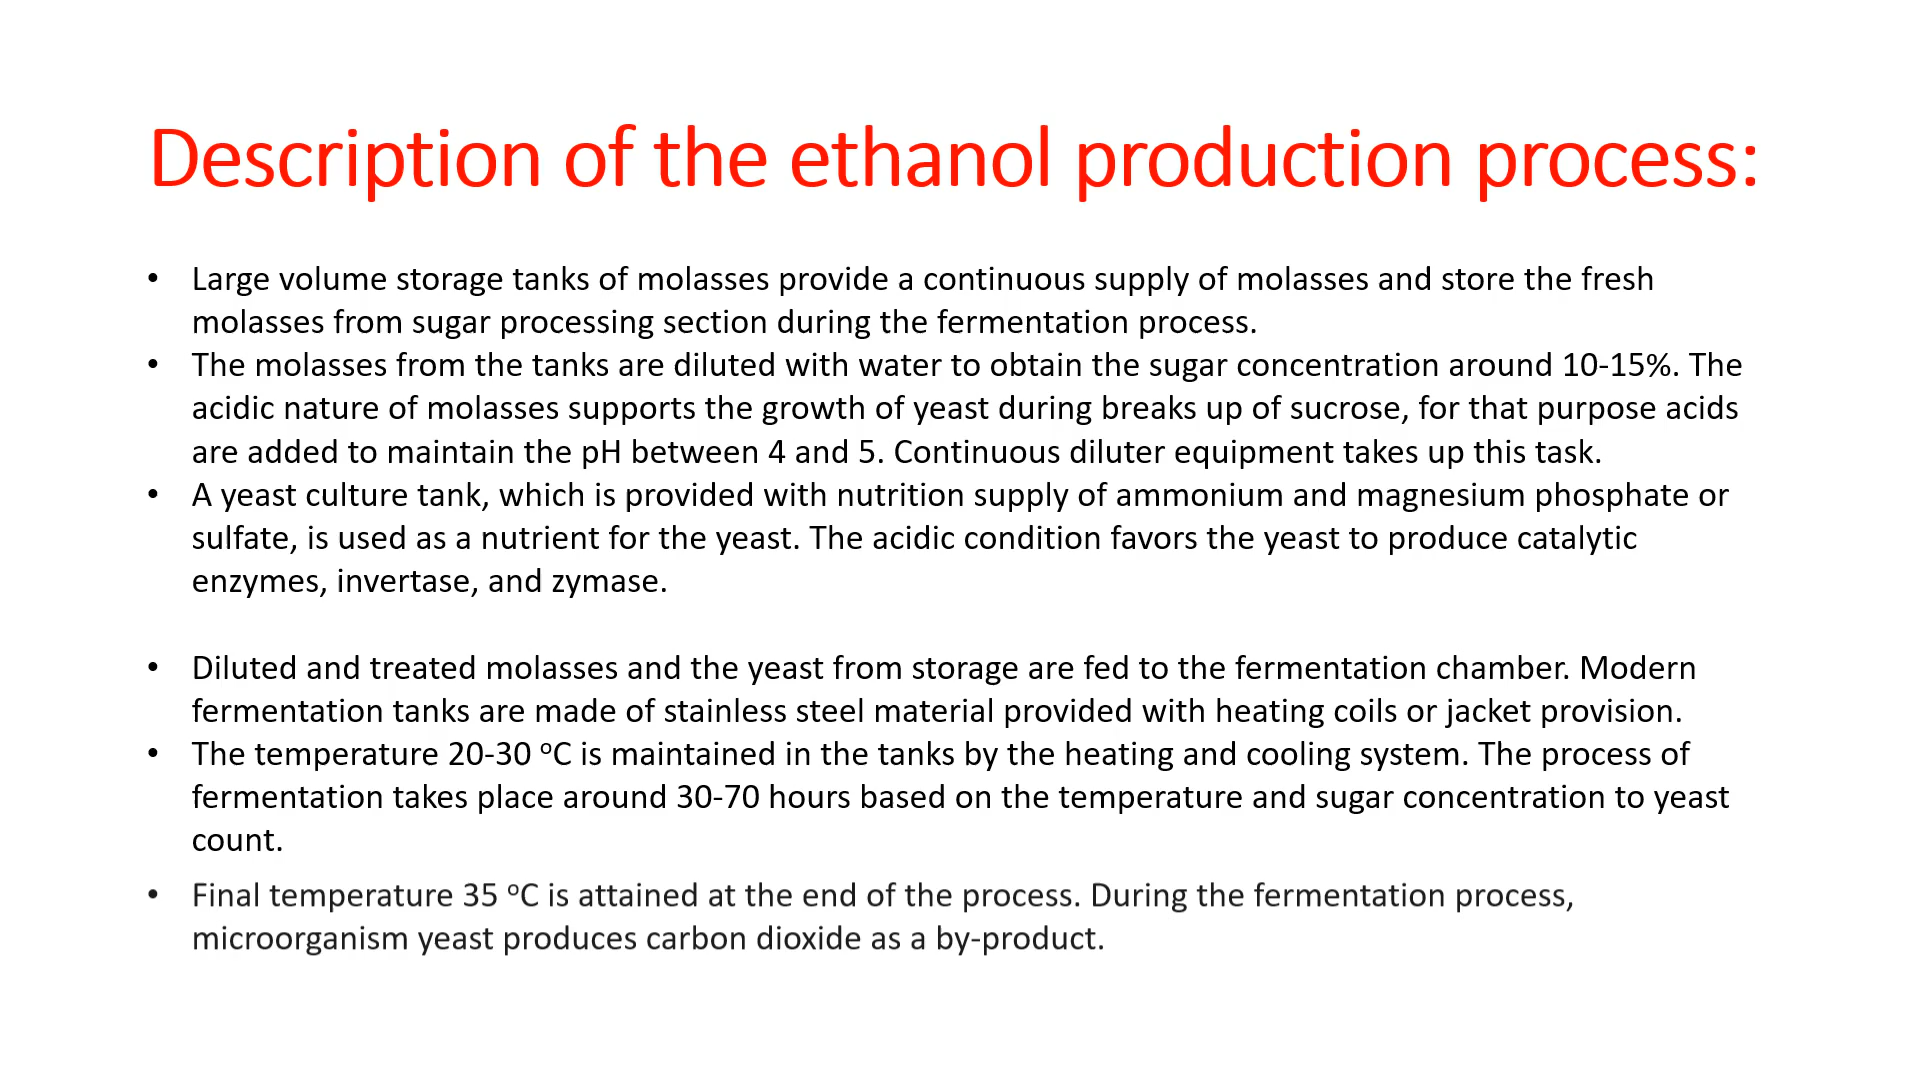 Description of the ethanol production process:
• Large volume storage tanks of molasses provide a continuous supply of molasses and store the fresh
molasses from sugar processing section during the fermentation process.
• The molasses from the tanks are diluted with water to obtain the sugar concentration around 10-15%. The
acidic nature of molasses supports the growth of yeast during breaks up of sucrose, for that purpose acids
are added to maintain the pH between 4 and 5. Continuous diluter equipment takes up this task.
• A yeast culture tank, which is provided with nutrition supply of ammonium and magnesium phosphate or
sulfate, is used as a nutrient for the yeast. The acidic condition favors the yeast to produce catalytic
enzymes, invertase, and zymase.
• Diluted and treated molasses and the yeast from storage are fed to the fermentation chamber. Modern
fermentation tanks are made of stainless steel material provided with heating coils or jacket provision.
• The temperature 20-30 ᵒC is maintained in the tanks by the heating and cooling system. The process of
fermentation takes place around 30-70 hours based on the temperature and sugar concentration to yeast
count.
• Final temperature 35 ᵒC is attained at the end of the process. During the fermentation process,
microorganism yeast produces carbon dioxide as a by-product.